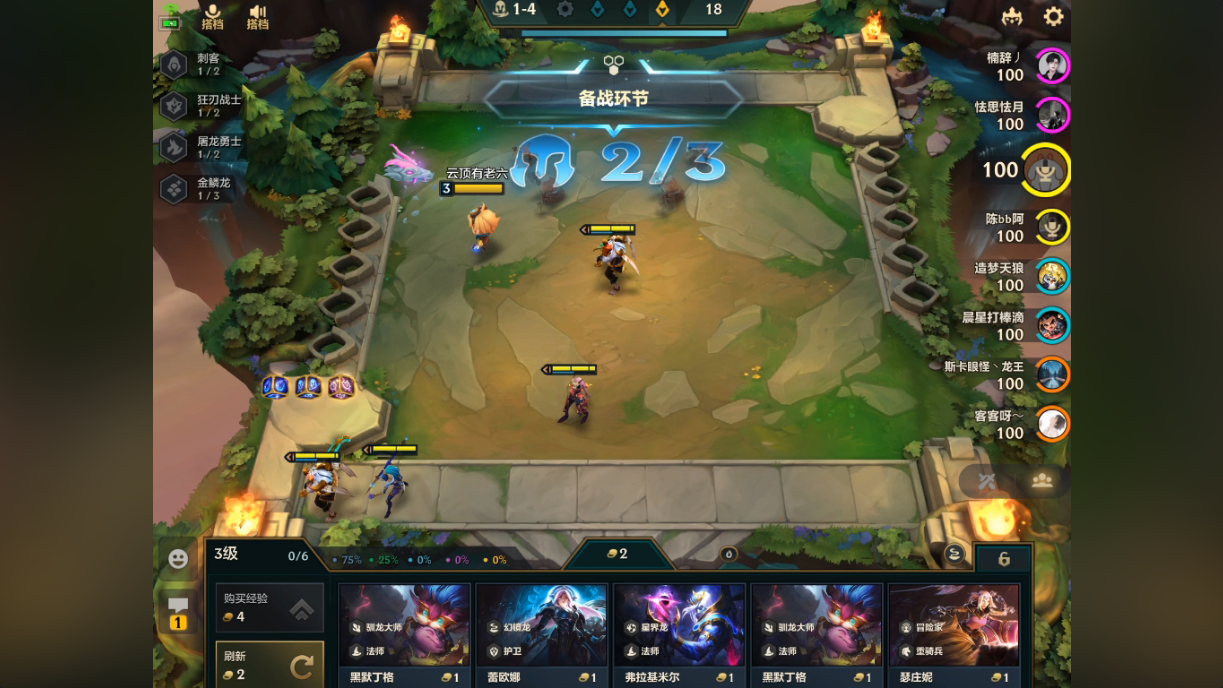 1-4
18
搭档
搭档
刺客
1 / 2
狂刃战士
1 / 2
屠龙勇士
1 / 2
金鳞龙
1 / 3
备战环节
2/3
云顶有老六
3
楠辞丿
100
怯思怯月
100
100
陈bb阿
100
造梦天狼
100
晨星打棒滴
100
斯卡眼怪丶龙王
100
客客呀～
100
3级
0/6
75%
25%
0%
0%
0%
2
1
购买经验
4
刷新
2
驯龙大师
法师
黑默丁格
1
幻镜龙
护卫
蕾欧娜
1
星界龙
法师
弗拉基米尔
1
驯龙大师
法师
黑默丁格
1
冒险家
重骑兵
瑟庄妮
1